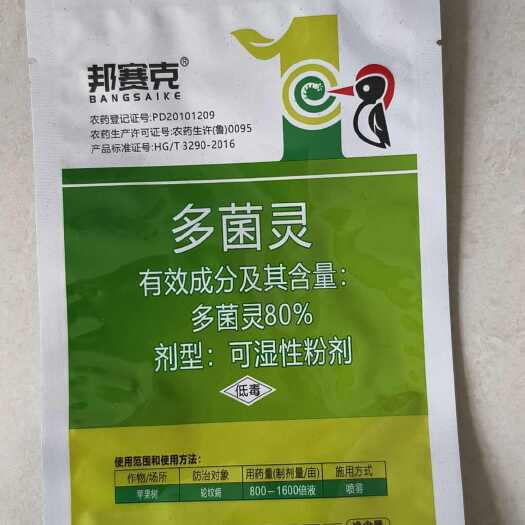 邦赛克®
BANGSAIKE
农药登记证号:PD20101209
农药生产许可证号:农药生许(鲁)0095
产品标准证号:HG/T 3290-2016
多菌灵
有效成分及其含量:
多菌灵80%
剂型: 可湿性粉剂
低毒
使用范围和使用方法:
作物/场所 防治对象 用药量(制剂量/亩) 施用方式
苹果树 轮纹病 800-1600倍液 喷雾